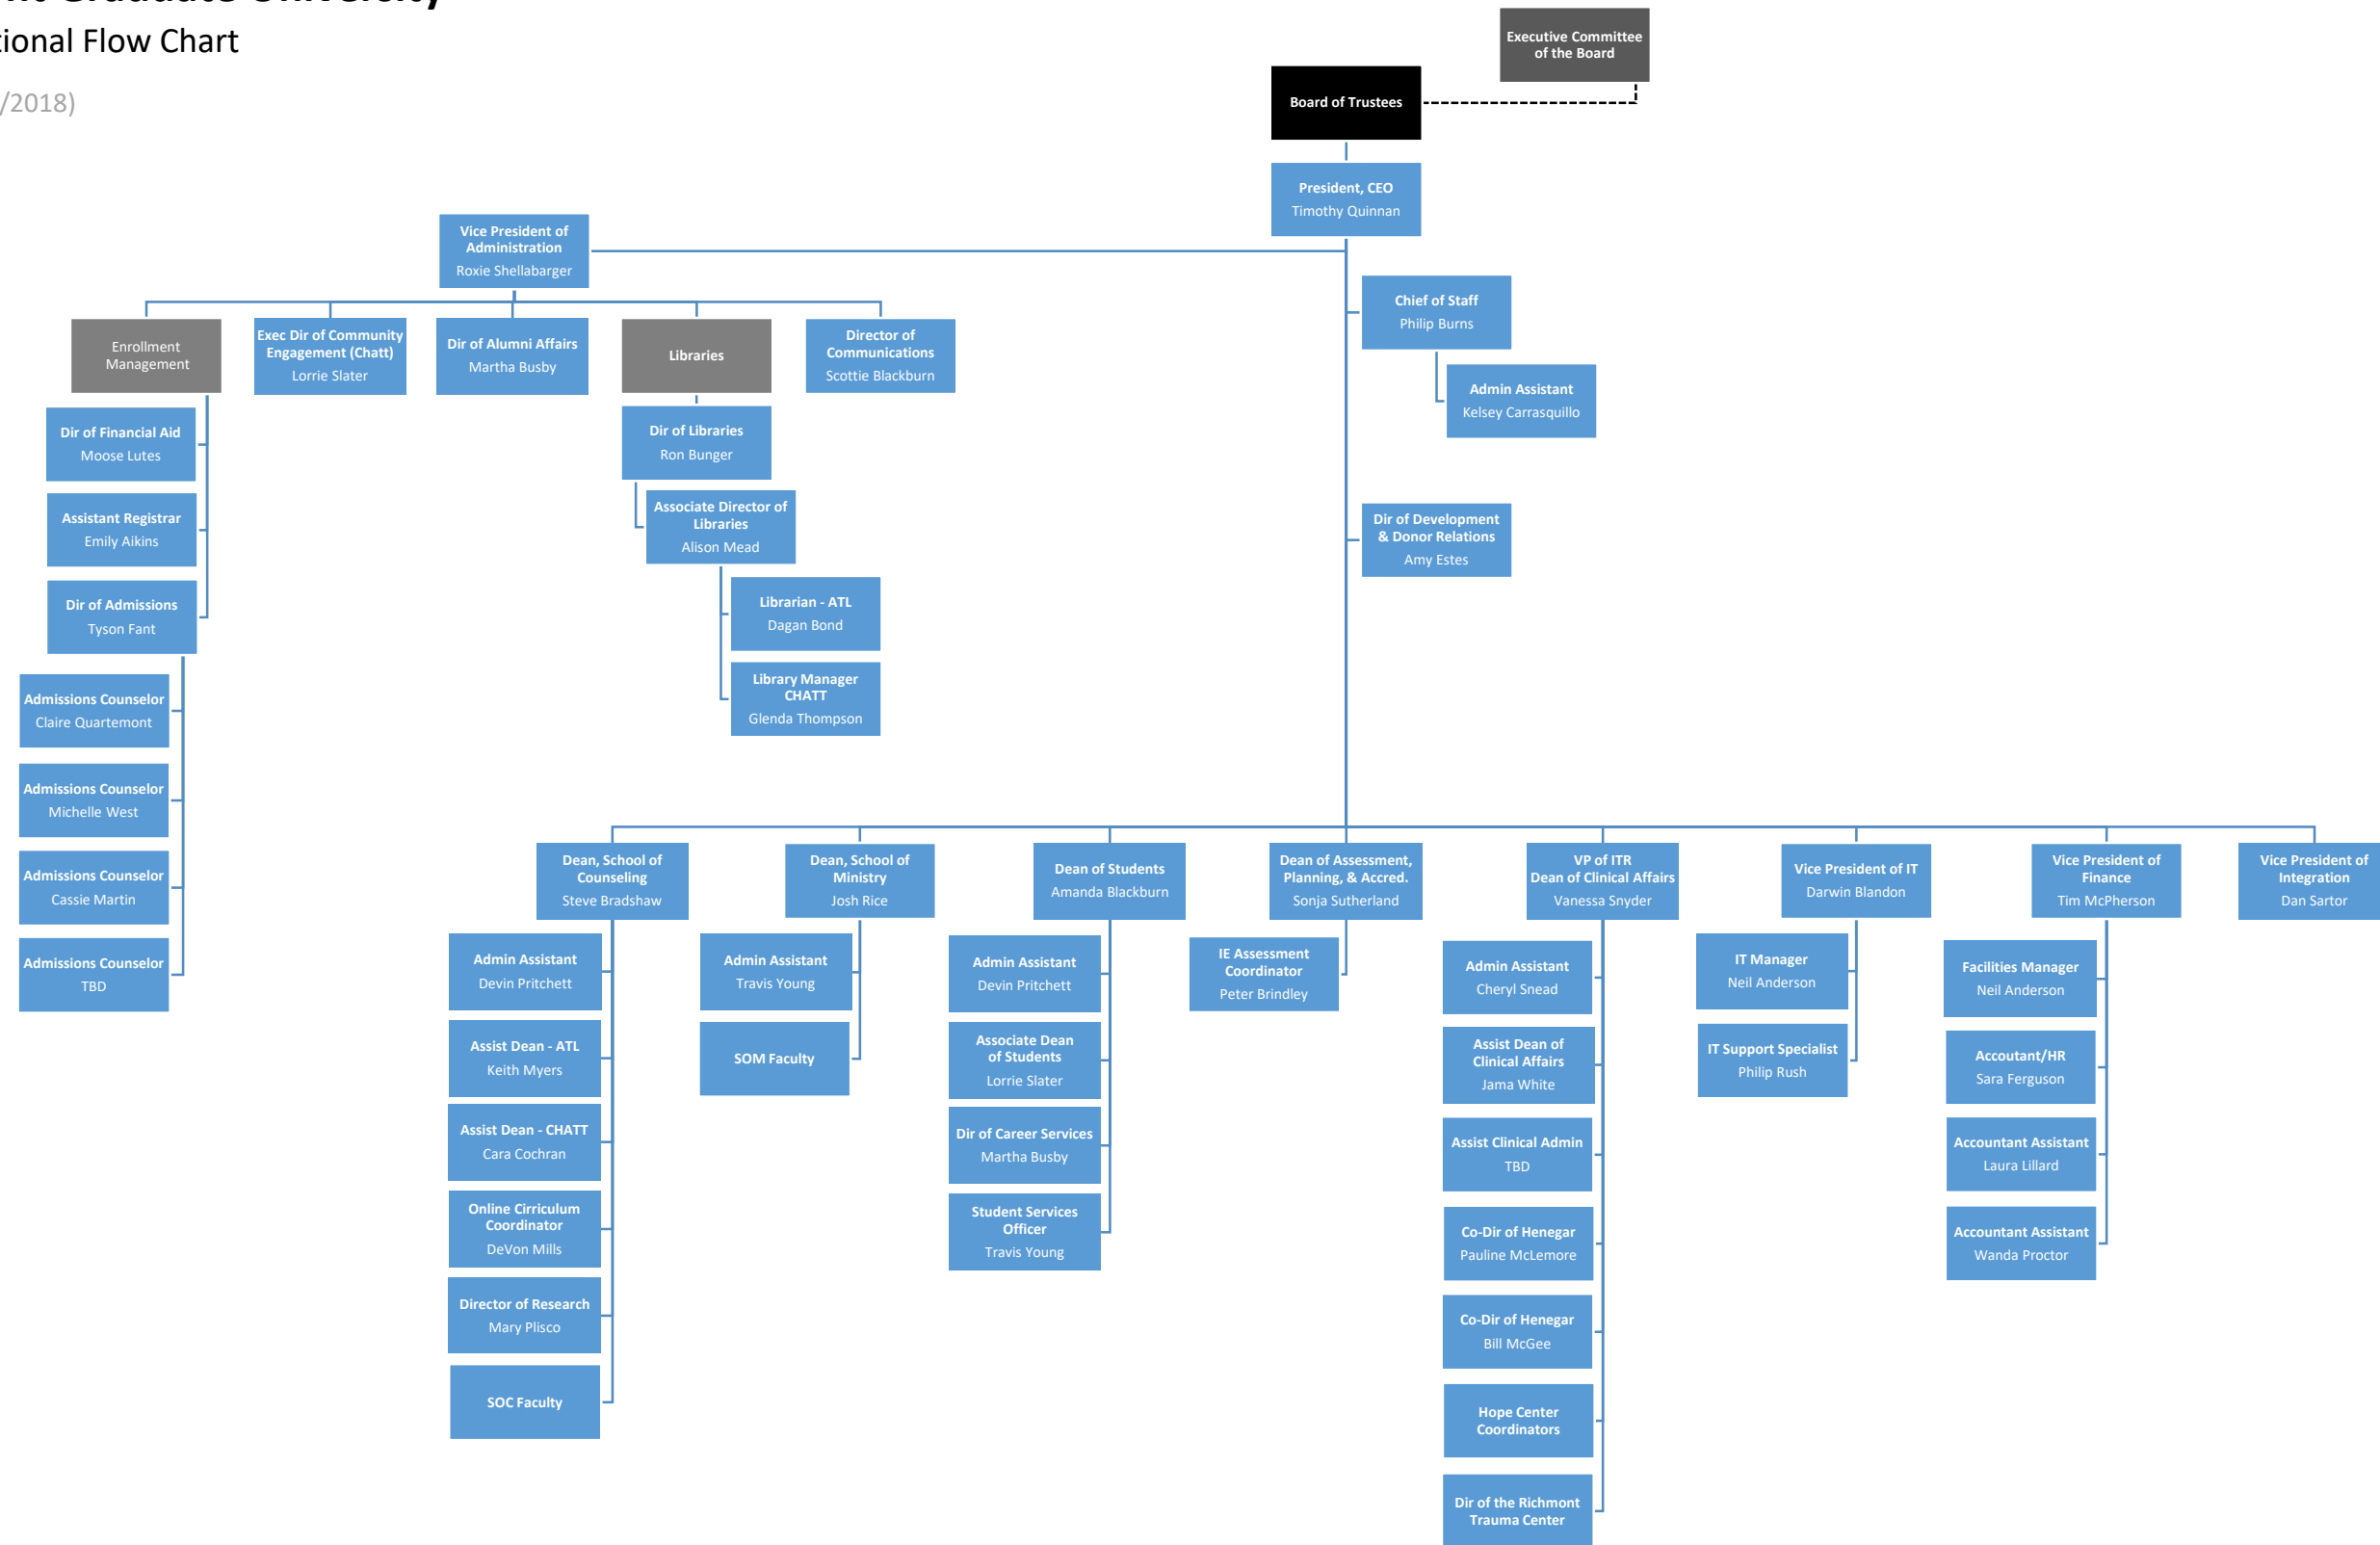 Graduate University
tional Flow Chart
/2018)
Executive Committee
of the Board
Board of Trustees
President, CEO
Timothy Quinnan
Vice President of
Administration
Roxie Shellabarger
Chief of Staff
Philip Burns
Admin Assistant
Kelsey Carrasquillo
Dir of Development
& Donor Relations
Amy Estes
Enrollment
Management
Exec Dir of Community
Engagement (Chatt)
Lorrie Slater
Dir of Alumni Affairs
Martha Busby
Libraries
Director of
Communications
Scottie Blackburn
Dir of Financial Aid
Moose Lutes
Assistant Registrar
Emily Aikins
Dir of Admissions
Tyson Fant
Admissions Counselor
Claire Quartemont
Admissions Counselor
Michelle West
Admissions Counselor
Cassie Martin
Admissions Counselor
TBD
Dir of Libraries
Ron Bunger
Associate Director of
Libraries
Alison Mead
Librarian - ATL
Dagan Bond
Library Manager
CHATT
Glenda Thompson
Dean, School of
Counseling
Steve Bradshaw
Admin Assistant
Devin Pritchett
Assist Dean - ATL
Keith Myers
Assist Dean - CHATT
Cara Cochran
Online Cirriculum
Coordinator
DeVon Mills
Director of Research
Mary Plisco
SOC Faculty
Dean, School of
Ministry
Josh Rice
Admin Assistant
Travis Young
SOM Faculty
Dean of Students
Amanda Blackburn
Admin Assistant
Devin Pritchett
Associate Dean
of Students
Lorrie Slater
Dir of Career Services
Martha Busby
Student Services
Officer
Travis Young
Dean of Assessment,
Planning, & Accred.
Sonja Sutherland
IE Assessment
Coordinator
Peter Brindley
VP of ITR
Dean of Clinical Affairs
Vanessa Snyder
Admin Assistant
Cheryl Snead
Assist Dean of
Clinical Affairs
Jama White
Assist Clinical Admin
TBD
Co-Dir of Henegar
Pauline McLemore
Co-Dir of Henegar
Bill McGee
Hope Center
Coordinators
Dir of the Richmont
Trauma Center
Vice President of IT
Darwin Blandon
IT Manager
Neil Anderson
IT Support Specialist
Philip Rush
Vice President of
Finance
Tim McPherson
Facilities Manager
Neil Anderson
Accoutant/HR
Sara Ferguson
Accountant Assistant
Laura Lillard
Accountant Assistant
Wanda Proctor
Vice President of
Integration
Dan Sartor